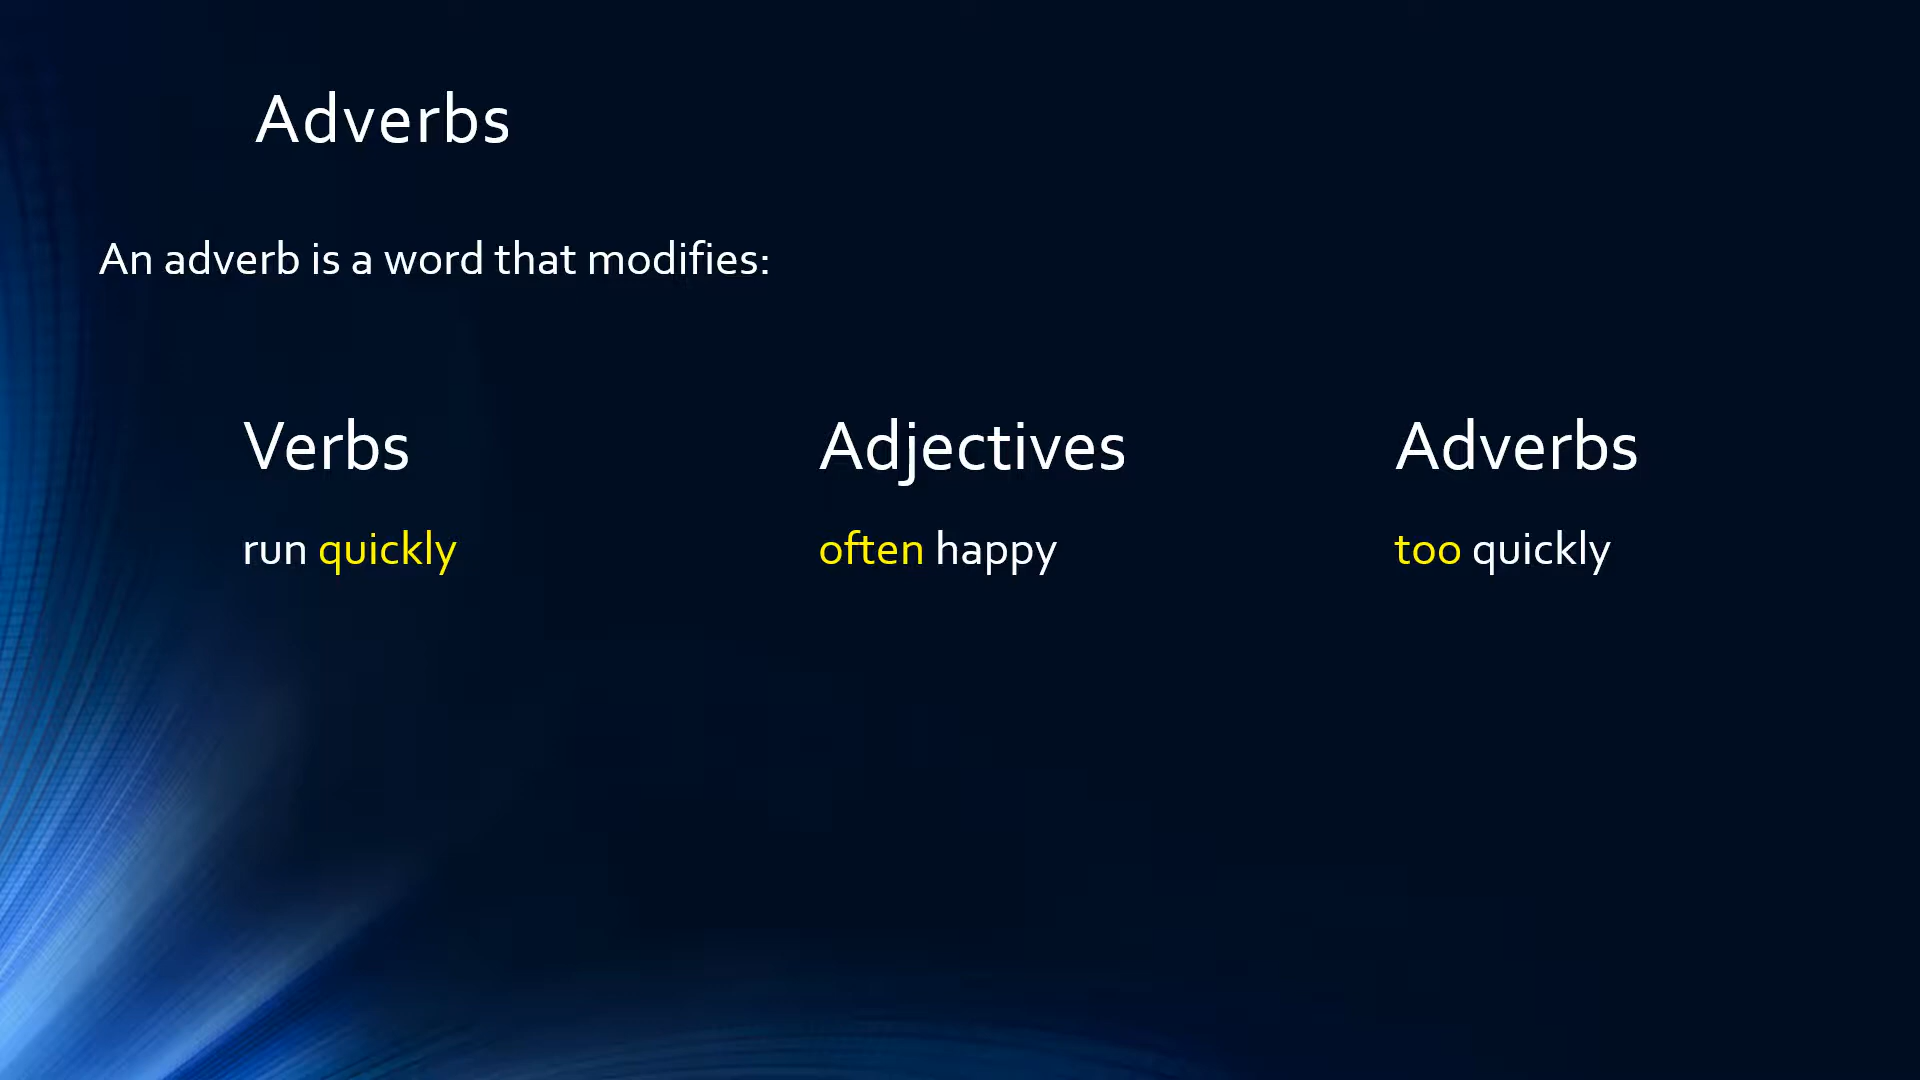 Adverbs
An adverb is a word that modifies:
Verbs
run quickly
Adjectives
often happy
Adverbs
too quickly